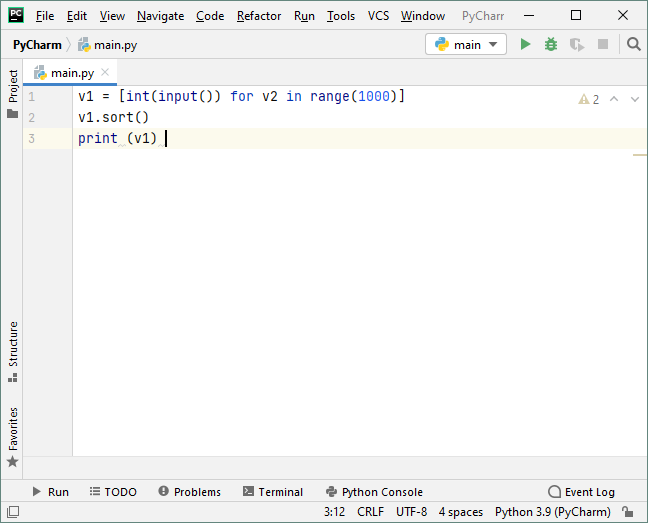 PC File Edit View Navigate Code Refactor Run Tools VCS Window PyCharr
PyCharm main.py main
Project
main.py
2
1 v1 = [int(input()) for v2 in range(1000)]
2 v1.sort()
3 print (v1)
Structure
Favorites
Run TODO Problems Terminal Python Console Event Log
3:12 CRLF UTF-8 4 spaces Python 3.9 (PyCharm)